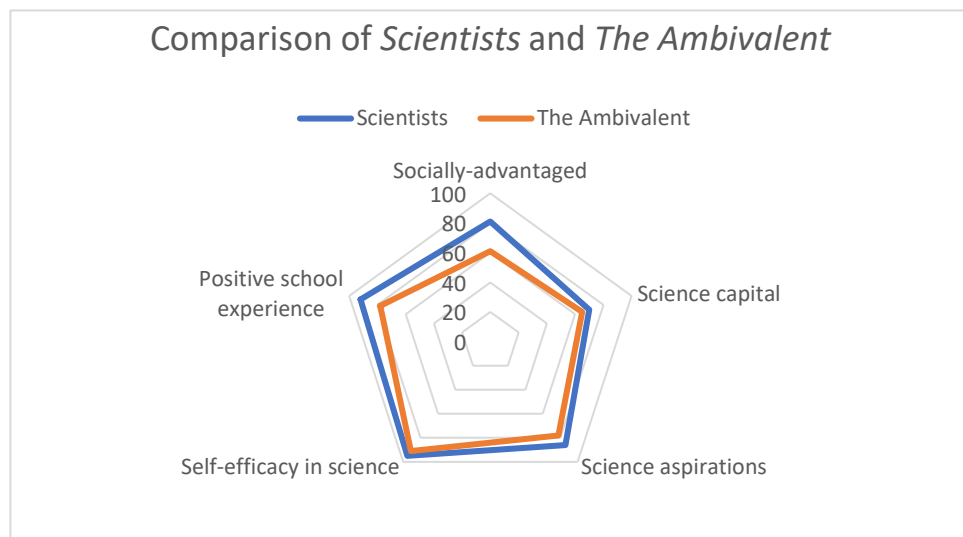 Comparison of Scientists and The Ambivalent
Scientists
The Ambivalent
Socially-advantaged
100
80
60
40
20
0
Positive school
experience
Science capital
Self-efficacy in science
Science aspirations